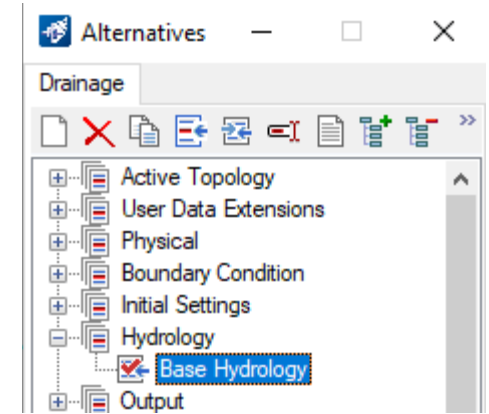 Alternatives
Drainage
Active Topology
User Data Extensions
Physical
Boundary Condition
Initial Settings
Hydrology
Base Hydrology
Output